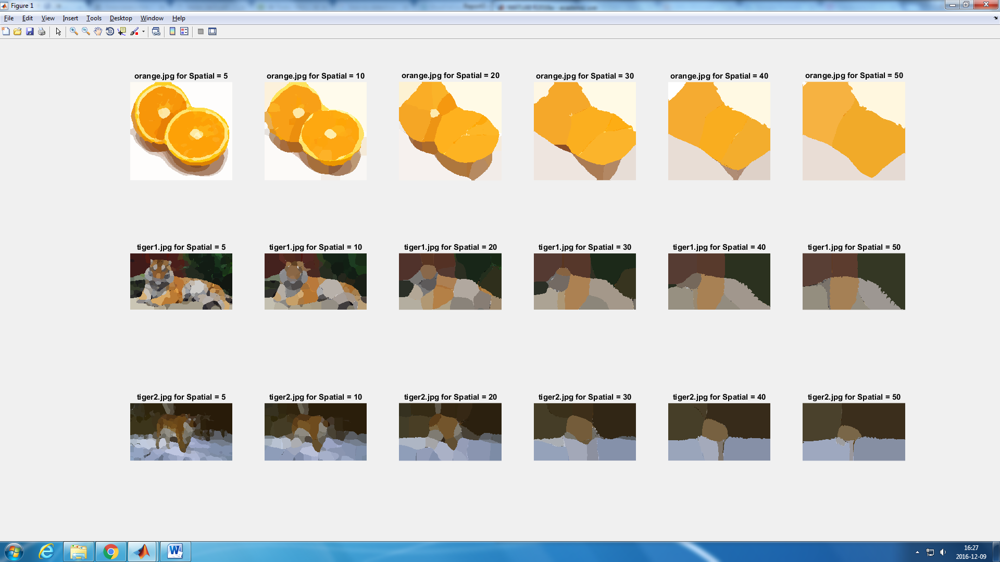 Figure 1
File Edit View Insert Tools Desktop Window Help
orange.jpg for Spatial = 5 orange.jpg for Spatial = 10 orange.jpg for Spatial = 20 orange.jpg for Spatial = 30 orange.jpg for Spatial = 40 orange.jpg for Spatial = 50
tiger1.jpg for Spatial = 5 tiger1.jpg for Spatial = 10 tiger1.jpg for Spatial = 20 tiger1.jpg for Spatial = 30 tiger1.jpg for Spatial = 40 tiger1.jpg for Spatial = 50
tiger2.jpg for Spatial = 5 tiger2.jpg for Spatial = 10 tiger2.jpg for Spatial = 20 tiger2.jpg for Spatial = 30 tiger2.jpg for Spatial = 40 tiger2.jpg for Spatial = 50
16:27
2016-12-09